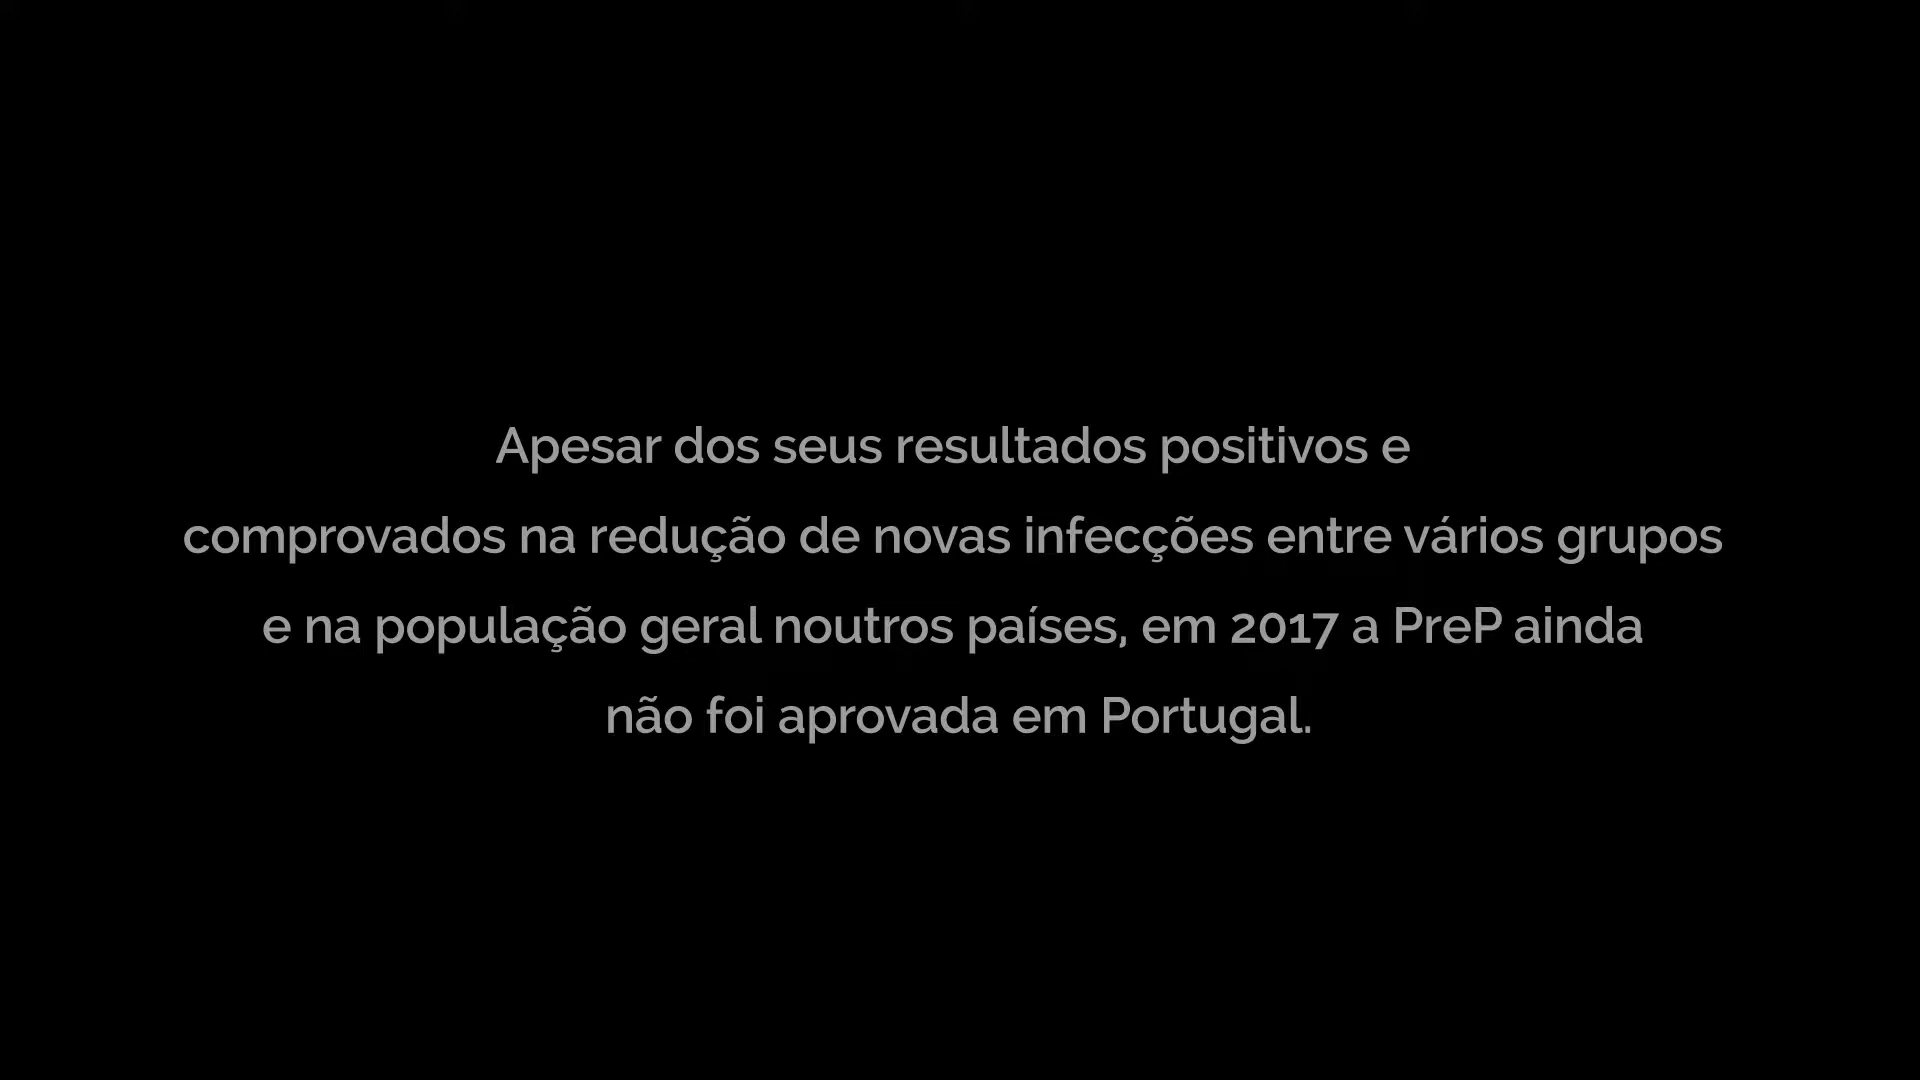 Apesar dos seus resultados positivos e
comprovados na redução de novas infecções entre vários grupos
e na população geral noutros países, em 2017 a PreP ainda
não foi aprovada em Portugal.